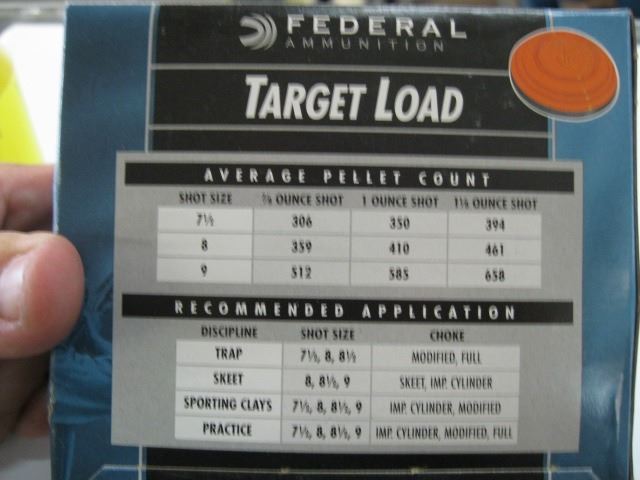 FEDERAL
AMMUNITION
TARGET LOAD
AVERAGE PELLET COUNT
SHOT SIZE ⅞ OUNCE SHOT 1 OUNCE SHOT 1⅛ OUNCE SHOT
7½ 306 350 394
8 359 410 461
9 512 585 658
RECOMMENDED APPLICATION
DISCIPLINE SHOT SIZE CHOKE
TRAP 7½, 8, 8½ MODIFIED, FULL
SKEET 8, 8½, 9 SKEET, IMP. CYLINDER
SPORTING CLAYS 7½, 8, 8½, 9 IMP. CYLINDER, MODIFIED
PRACTICE 7½, 8, 8½, 9 IMP. CYLINDER, MODIFIED, FULL